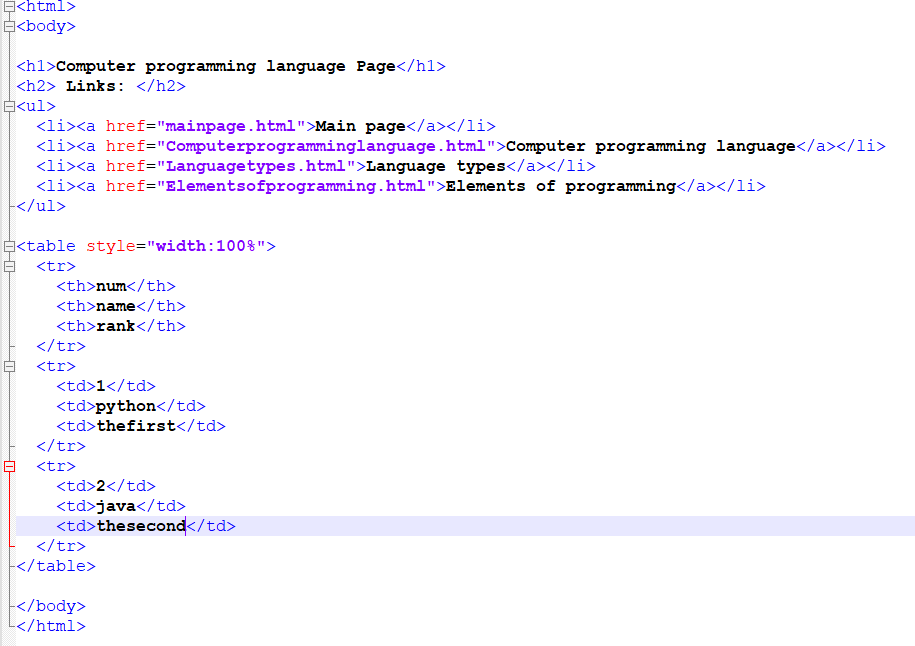 <html>
<body>
<h1>Computer programming language Page</h1>
<h2> Links: </h2>
<ul>
<li><a href="mainpage.html">Main page</a></li>
<li><a href="Computerprogramminglanguage.html">Computer programming language</a></li>
<li><a href="Languagetypes.html">Language types</a></li>
<li><a href="Elementsofprogramming.html">Elements of programming</a></li>
</ul>
<table style="width:100%">
<tr>
<th>num</th>
<th>name</th>
<th>rank</th>
</tr>
<tr>
<td>1</td>
<td>python</td>
<td>thefirst</td>
</tr>
<tr>
<td>2</td>
<td>java</td>
<td>thesecond</td>
</tr>
</table>
</body>
</html>